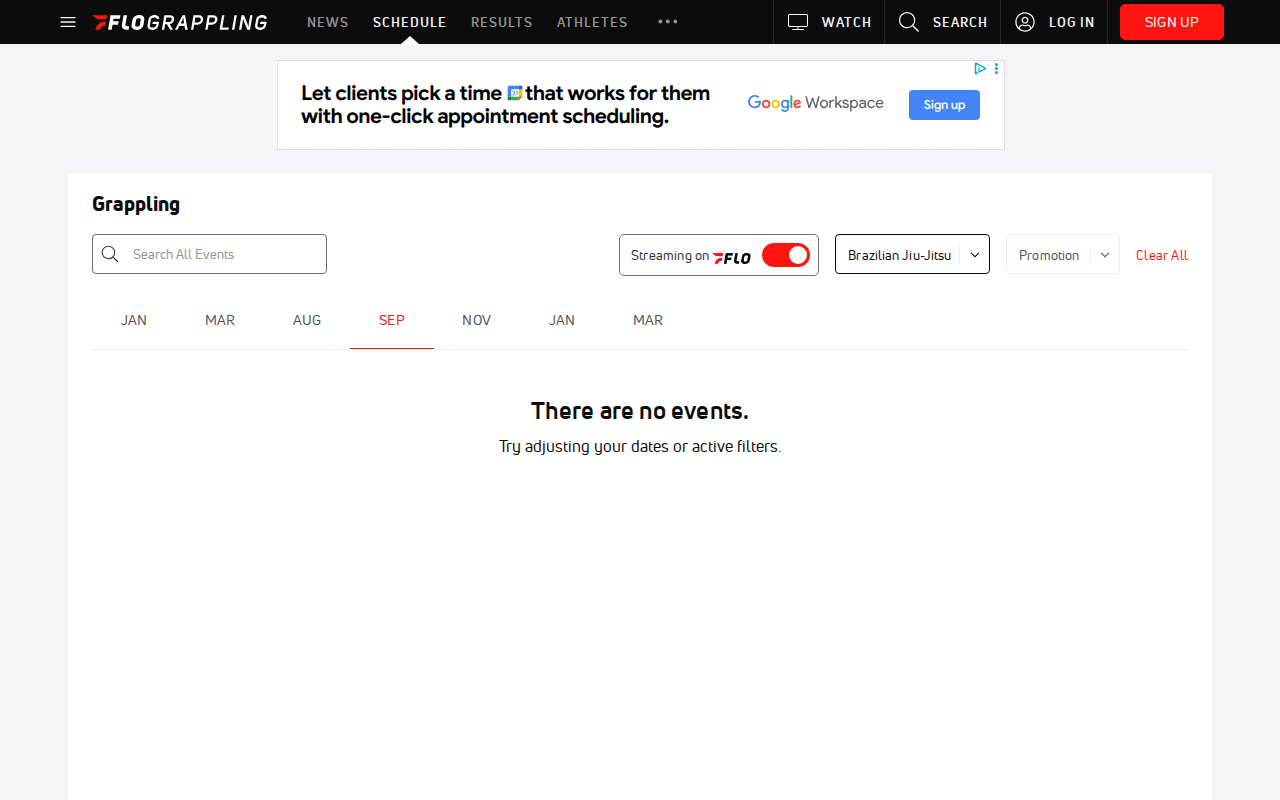 FLOGRAPPLING NEWS SCHEDULE RESULTS ATHLETES WATCH SEARCH LOG IN SIGN UP
Let clients pick a time 31 that works for them
with one-click appointment scheduling.
Google Workspace
Sign up
Grappling
Search All Events
Streaming on FLO
Brazilian Jiu-Jitsu
Promotion
Clear All
JAN MAR AUG SEP NOV JAN MAR
There are no events.
Try adjusting your dates or active filters.